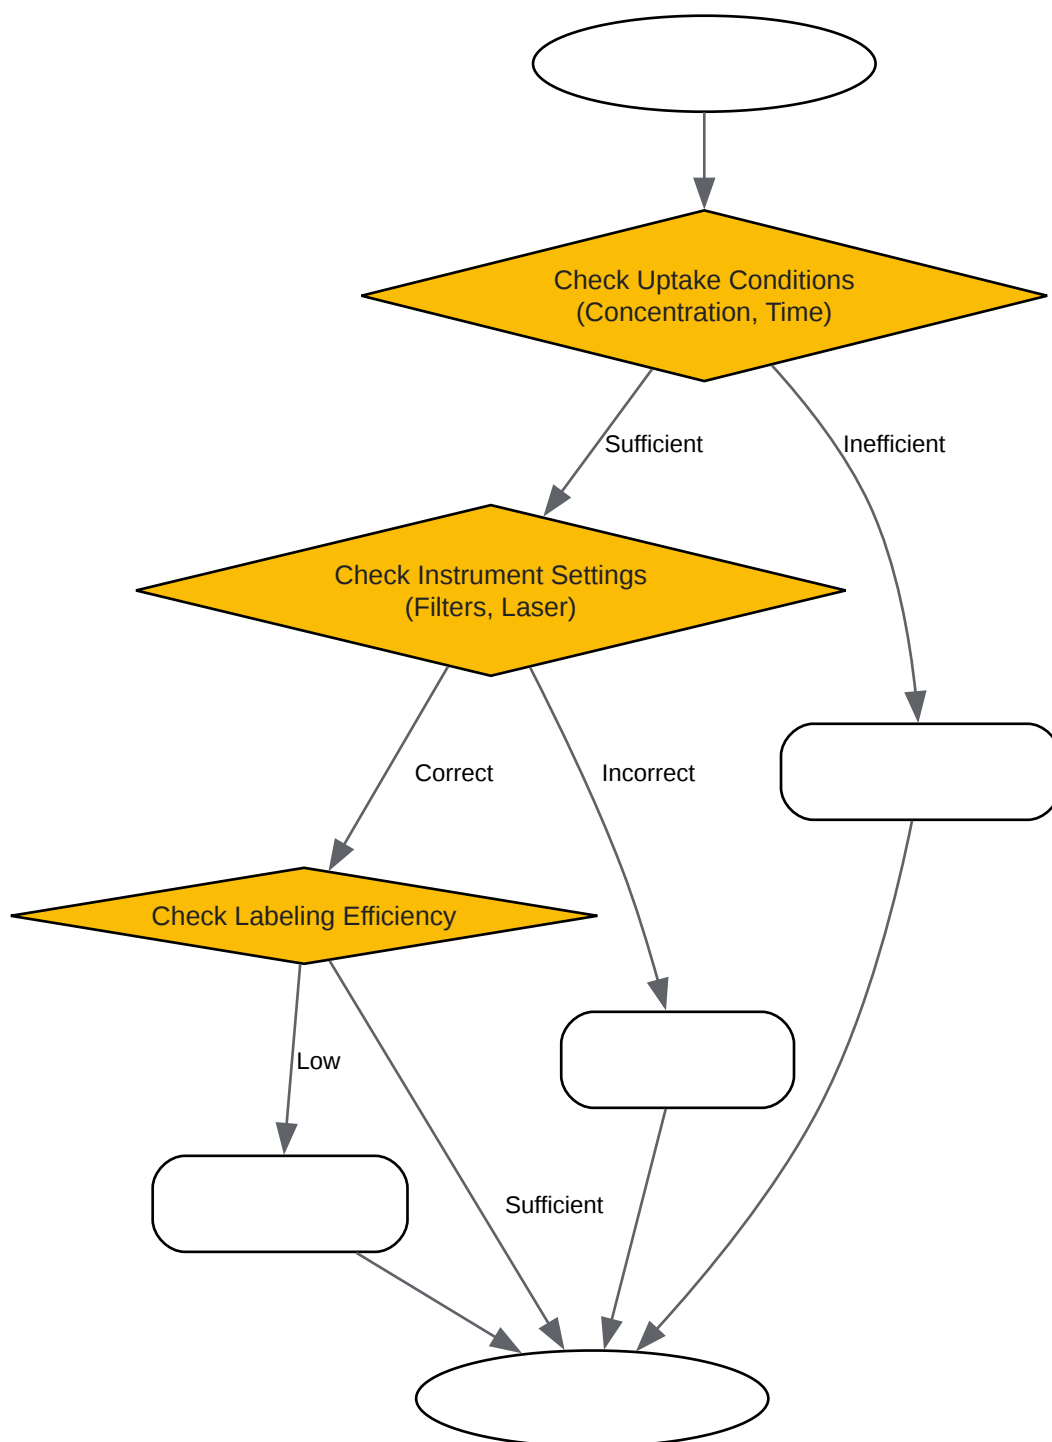 Check Uptake Conditions
(Concentration, Time)
Sufficient
Inefficient
Check Instrument Settings
(Filters, Laser)
Correct
Incorrect
Check Labeling Efficiency
Low
Sufficient